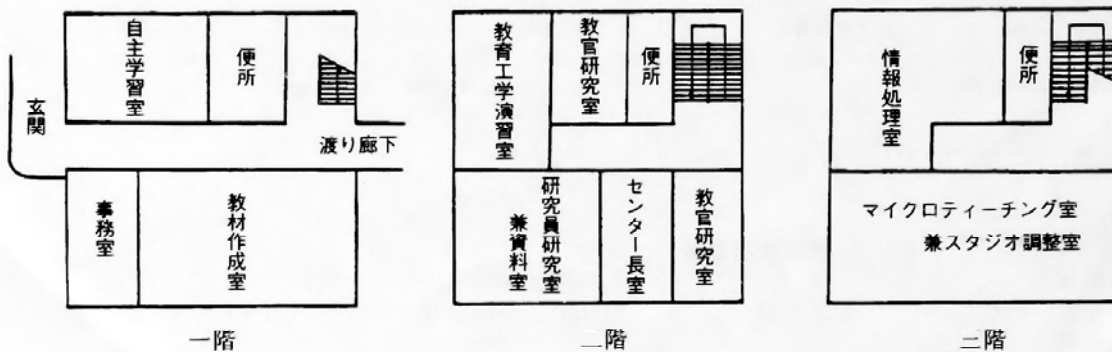 自主学習室
便所
玄関
渡り廊下
事務室
教材作成室
一階
教育工学演習室
教官研究室
便所
研究員研究室
兼資料室
センター長室
教官研究室
二階
情報処理室
便所
マイクロティーチング室
兼スタジオ調整室
三階